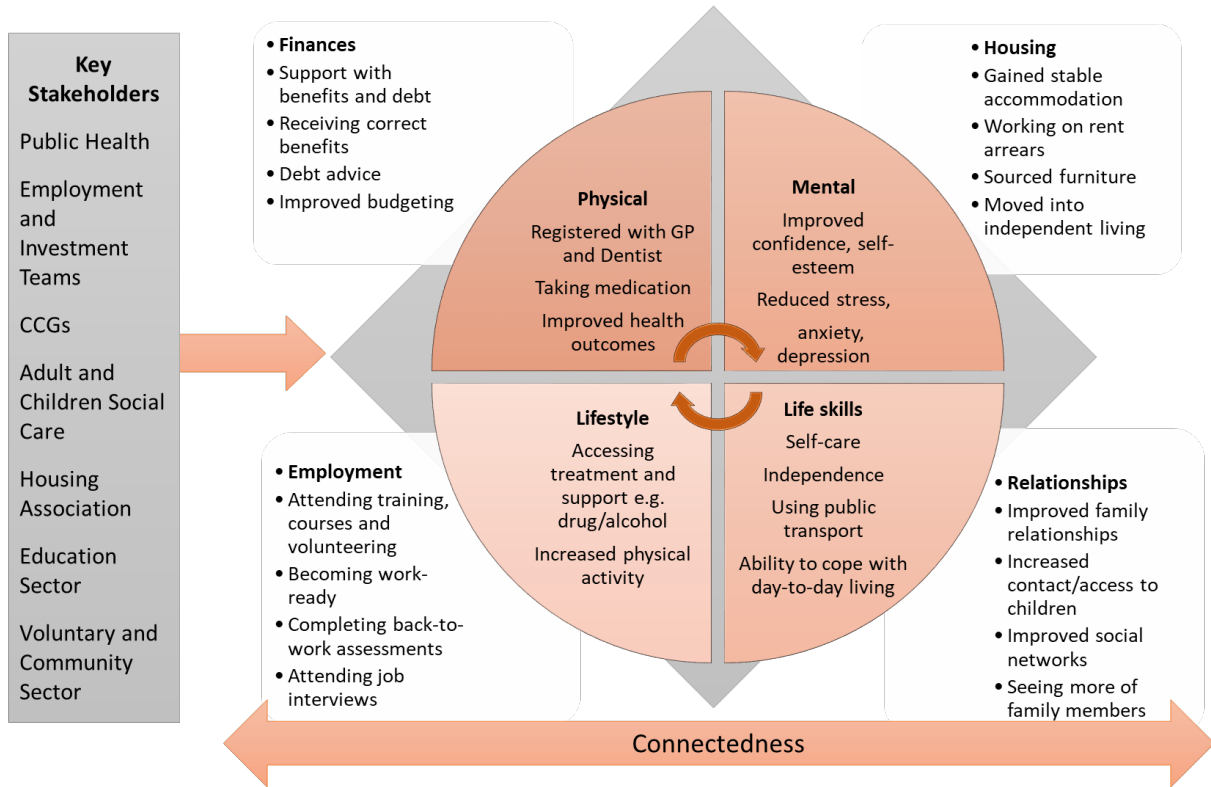 Key
Stakeholders
Public Health
Employment
and
Investment
Teams
CCGs
Adult and
Children Social
Care
Housing
Association
Education
Sector
Voluntary and
Community
Sector
• Finances
• Support with
benefits and debt
• Receiving correct
benefits
• Debt advice
• Improved budgeting
• Housing
• Gained stable
accommodation
• Working on rent
arrears
• Sourced furniture
• Moved into
independent living
Physical
Registered with GP
and Dentist
Taking medication
Improved health
outcomes
Mental
Improved
confidence, self-
esteem
Reduced stress,
anxiety,
depression
Lifestyle
Accessing
treatment and
support e.g.
drug/alcohol
Increased physical
activity
Life skills
Self-care
Independence
Using public
transport
Ability to cope with
day-to-day living
• Employment
• Attending training,
courses and
volunteering
• Becoming work-
ready
• Completing back-to-
work assessments
• Attending job
interviews
• Relationships
• Improved family
relationships
• Increased
contact/access to
children
• Improved social
networks
• Seeing more of
family members
Connectedness